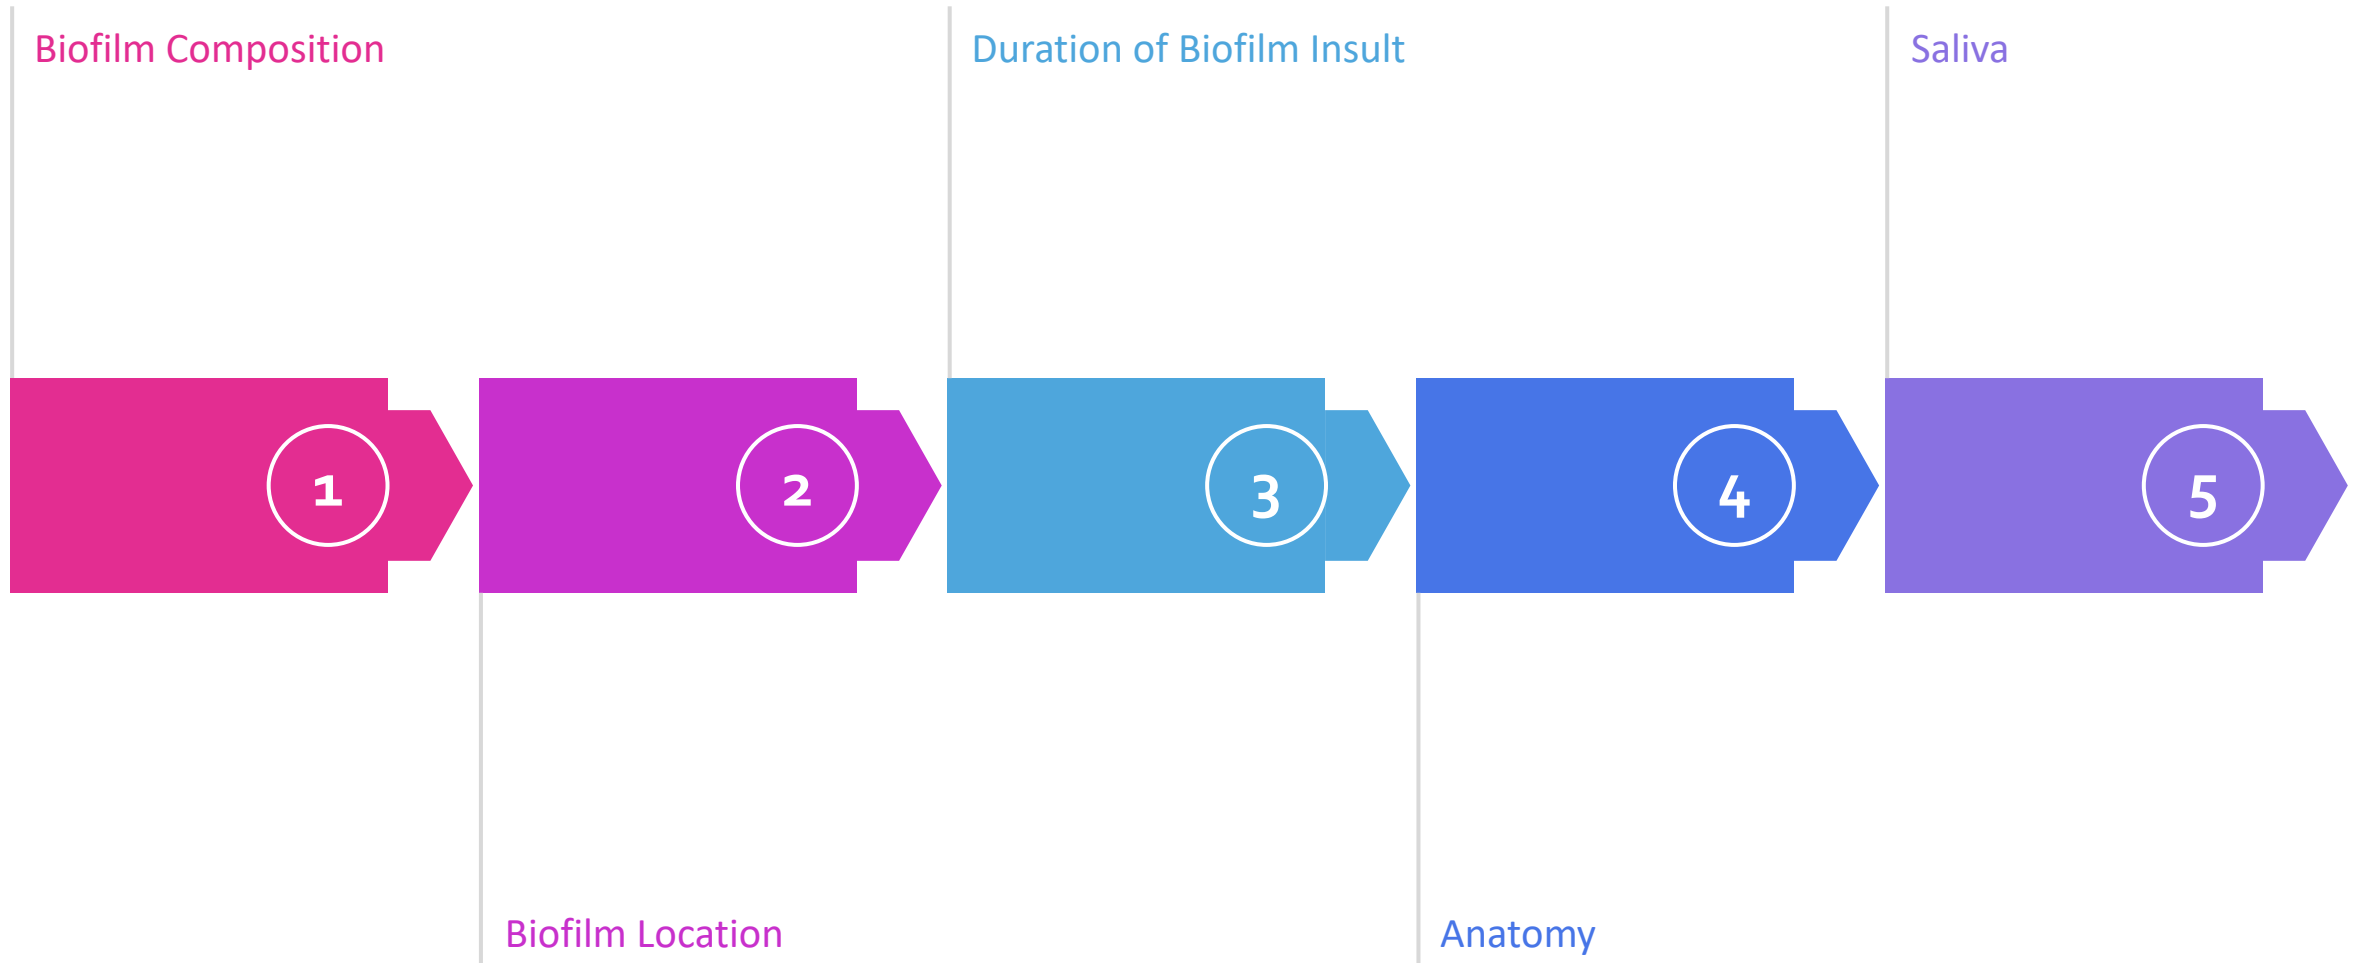 Biofilm Composition
Duration of Biofilm Insult
Saliva
1
2
3
4
5
Biofilm Location
Anatomy